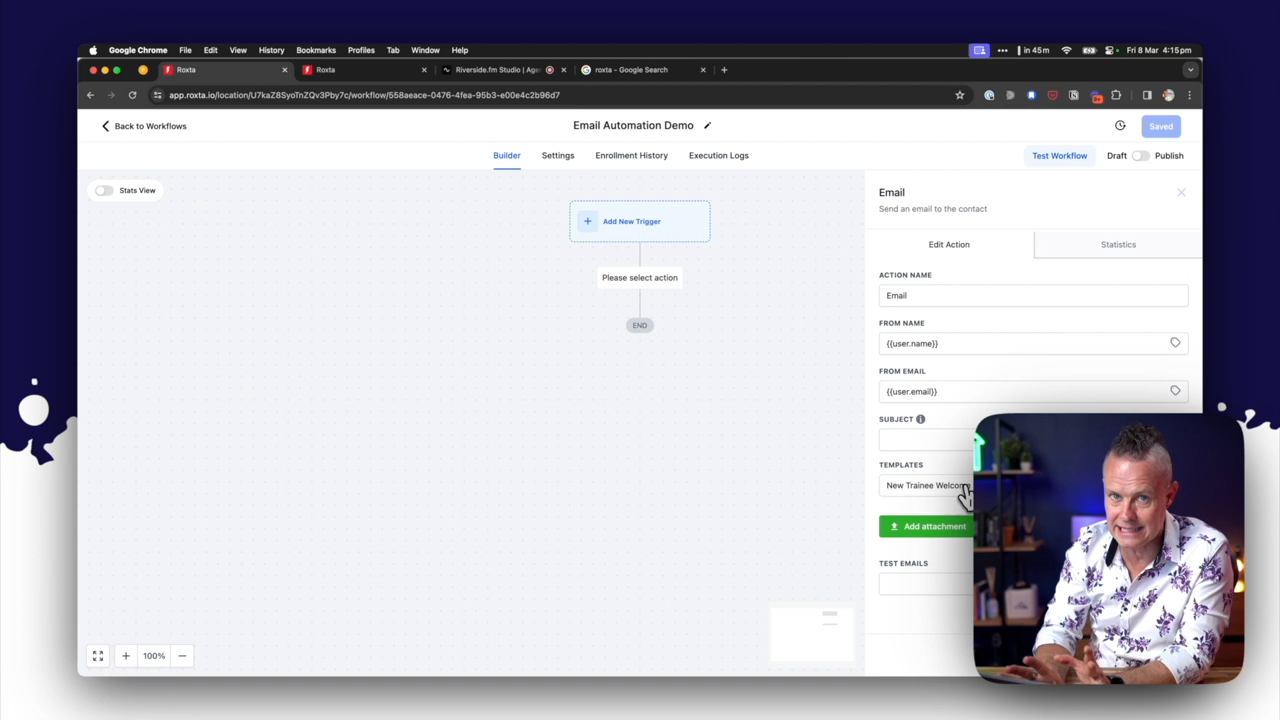 Google Chrome File Edit View History Bookmarks Profiles Tab Window Help in 45m Fri 8 Mar 4:15pm
Roxta Roxta Riverside.fm Studio | Age roxta - Google Search
app.roxta.io/location/U7kaZ8SyoTnZQv3Pby7c/workflow/558aeace-0476-4fea-95b3-e00e4c2b96d7
Back to Workflows Email Automation Demo Saved
Builder Settings Enrollment History Execution Logs Test Workflow Draft Publish
Stats View
Add New Trigger
Please select action
END
100%
Email
Send an email to the contact
Edit Action Statistics
ACTION NAME
Email
FROM NAME
{{user.name}}
FROM EMAIL
{{user.email}}
SUBJECT
TEMPLATES
New Trainee Welcome
Add attachment
TEST EMAILS